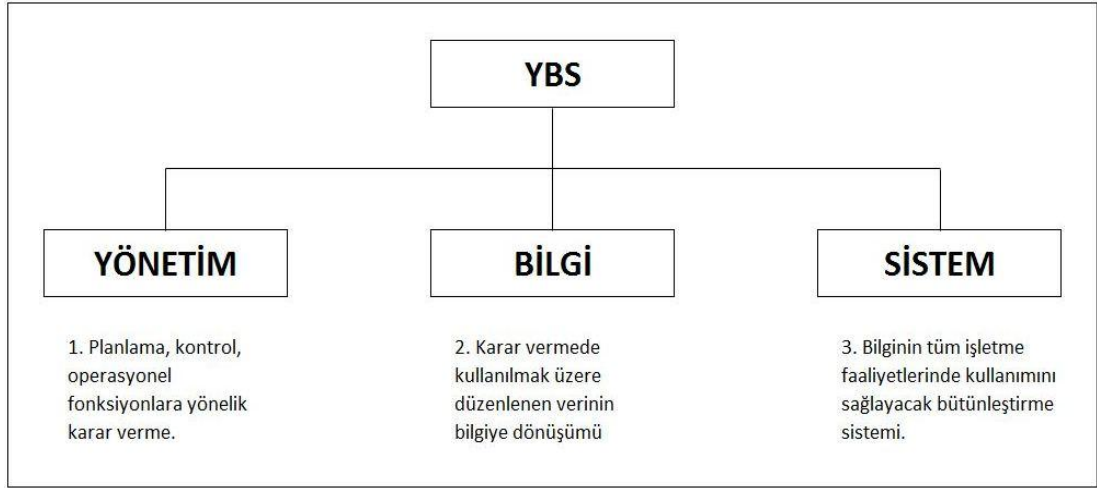 YBS
YÖNETİM
BİLGİ
SİSTEM
1. Planlama, kontrol,
operasyonel
fonksiyonlara yönelik
karar verme.
2. Karar vermede
kullanılmak üzere
düzenlenen verinin
bilgiye dönüşümü
3. Bilginin tüm işletme
faaliyetlerinde kullanımını
sağlayacak bütünleştirme
sistemi.